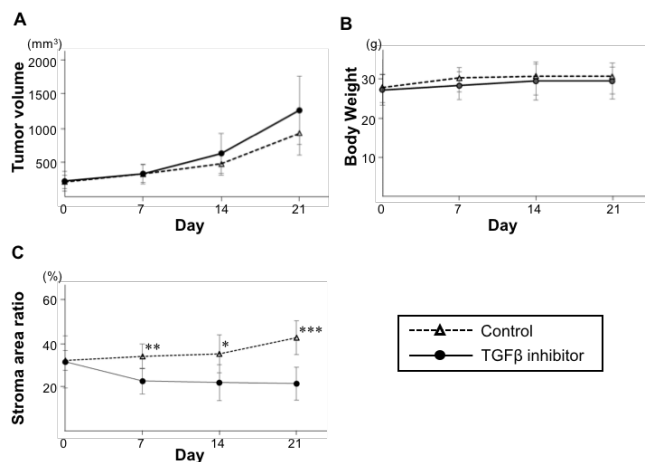 A
B
(mm³)
(g)
2000
1500
1000
500
Tumor volume
0
7
14
21
Day
30
20
10
Body Weight
0
7
14
21
Day
C
(%)
60
40
20
Stroma area ratio
**
*
***
0
7
14
21
Day
Control
TGFβ inhibitor